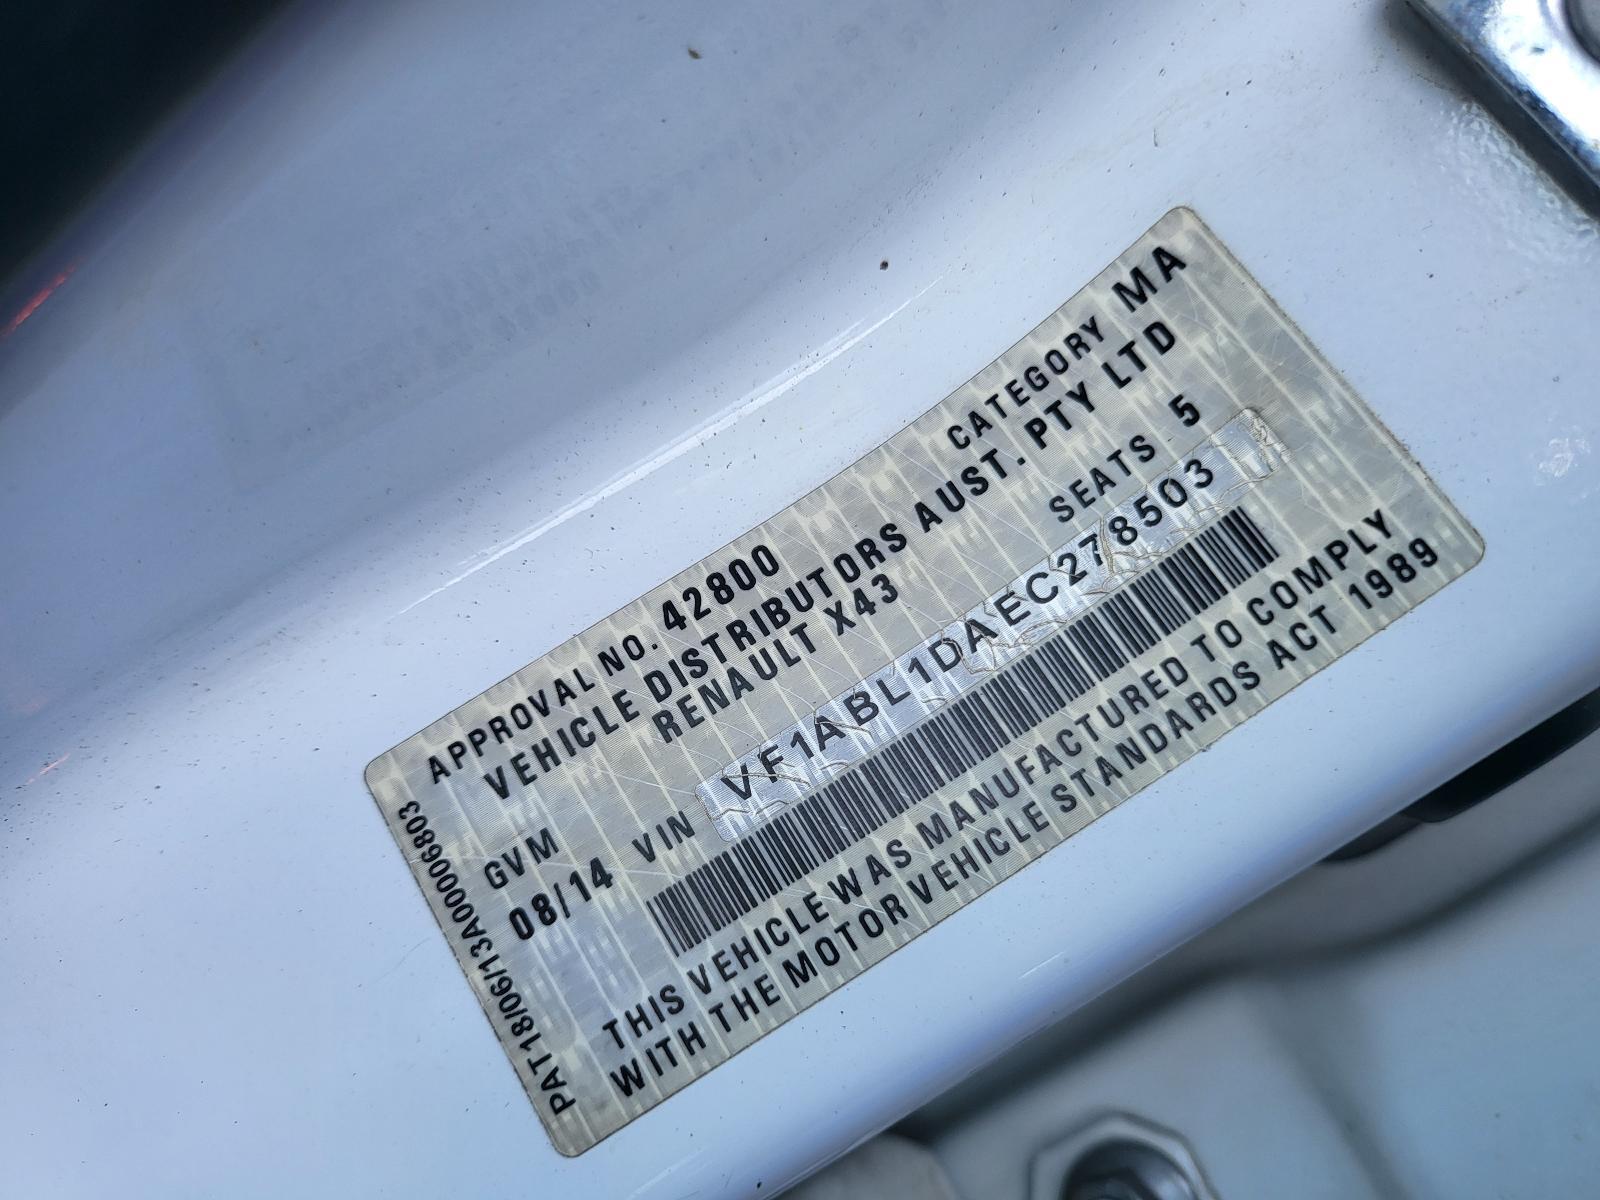 APPROVAL NO. 42800 CATEGORY MA
VEHICLE DISTRIBUTORS AUST. PTY LTD
RENAULT X43
GVM SEATS 5
08/14 VIN VF1ABL1DAEC278503
THIS VEHICLE WAS MANUFACTURED TO COMPLY
WITH THE MOTOR VEHICLE STANDARDS ACT 1989
PAT18/06/13A00006803